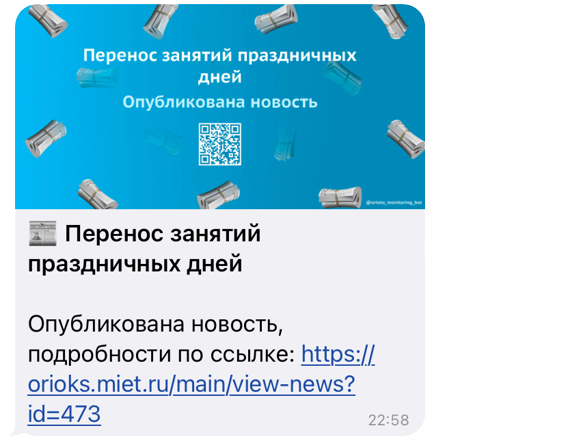 Перенос занятий праздничных
дней
Опубликована новость
@orioks_monitoring_bot
📰 Перенос занятий
праздничных дней
Опубликована новость,
подробности по ссылке: https://
orioks.miet.ru/main/view-news?
id=473
22:58